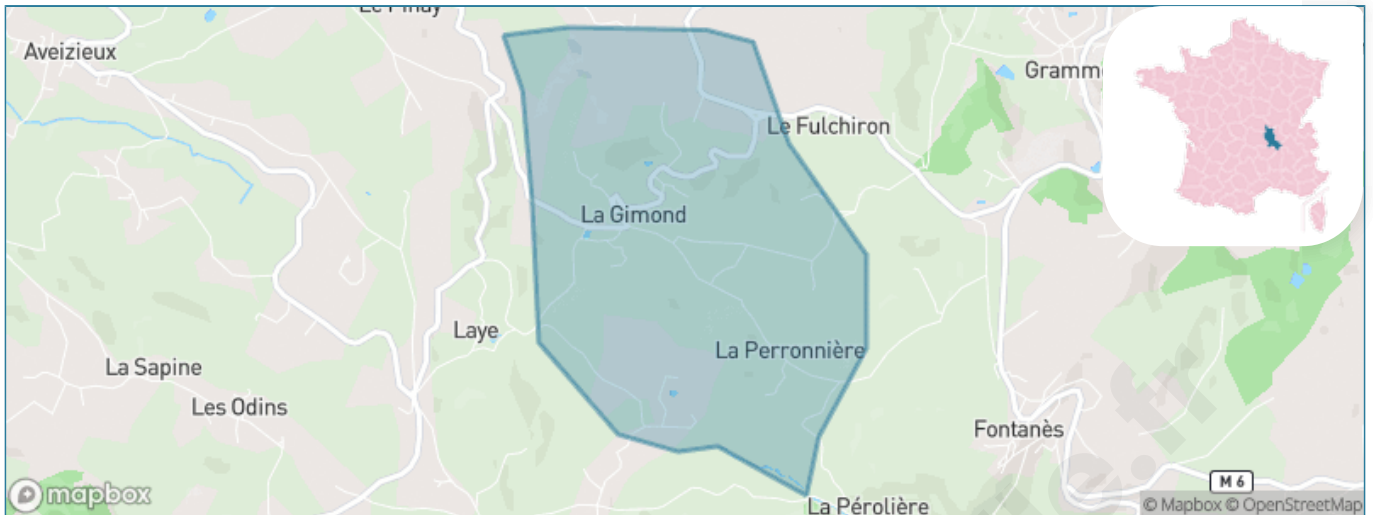 Aveizieux
Gramm
Le Fulchiron
La Gimond
Laye
La Perronnière
La Sapine
Les Odins
Fontanès
M 6
La Pérolière
mapbox
© Mapbox © OpenStreetMap